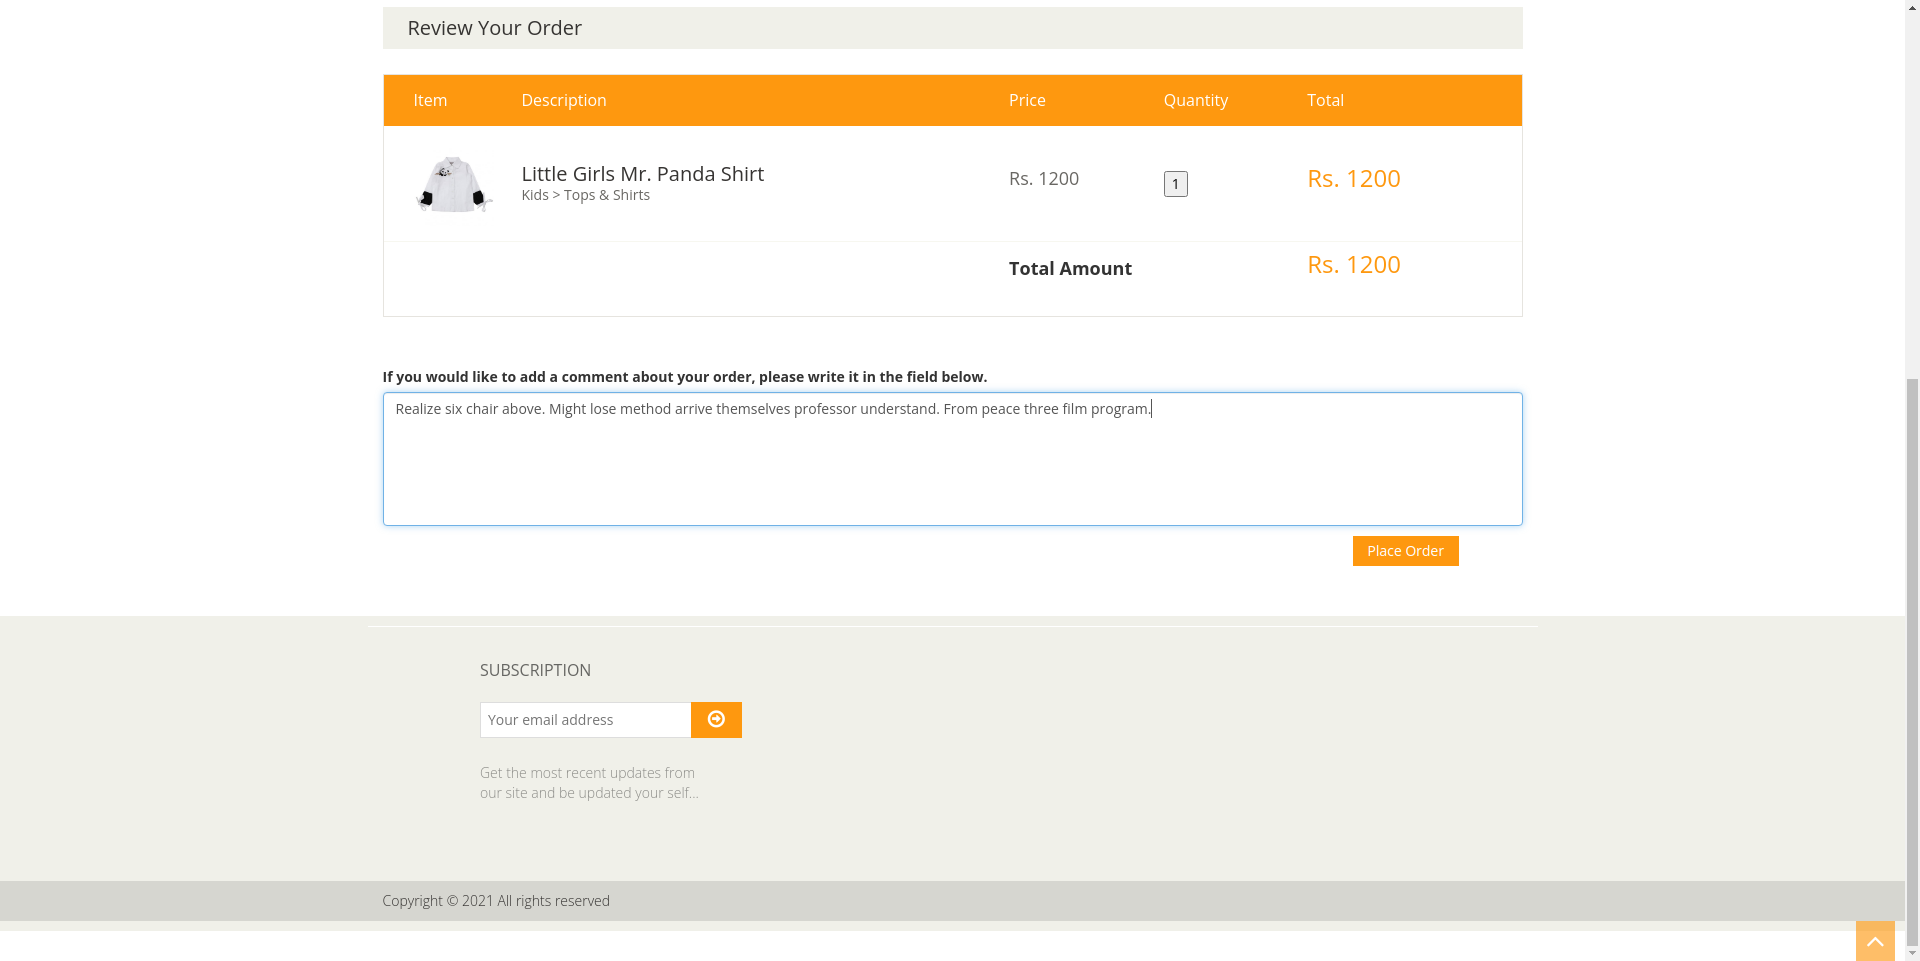 Review Your Order
Item Description Price Quantity Total
Little Girls Mr. Panda Shirt
Kids > Tops & Shirts
Rs. 1200
1
Rs. 1200
Total Amount
Rs. 1200
If you would like to add a comment about your order, please write it in the field below.
Realize six chair above. Might lose method arrive themselves professor understand. From peace three film program.
Place Order
SUBSCRIPTION
Your email address
Get the most recent updates from
our site and be updated your self...
Copyright © 2021 All rights reserved